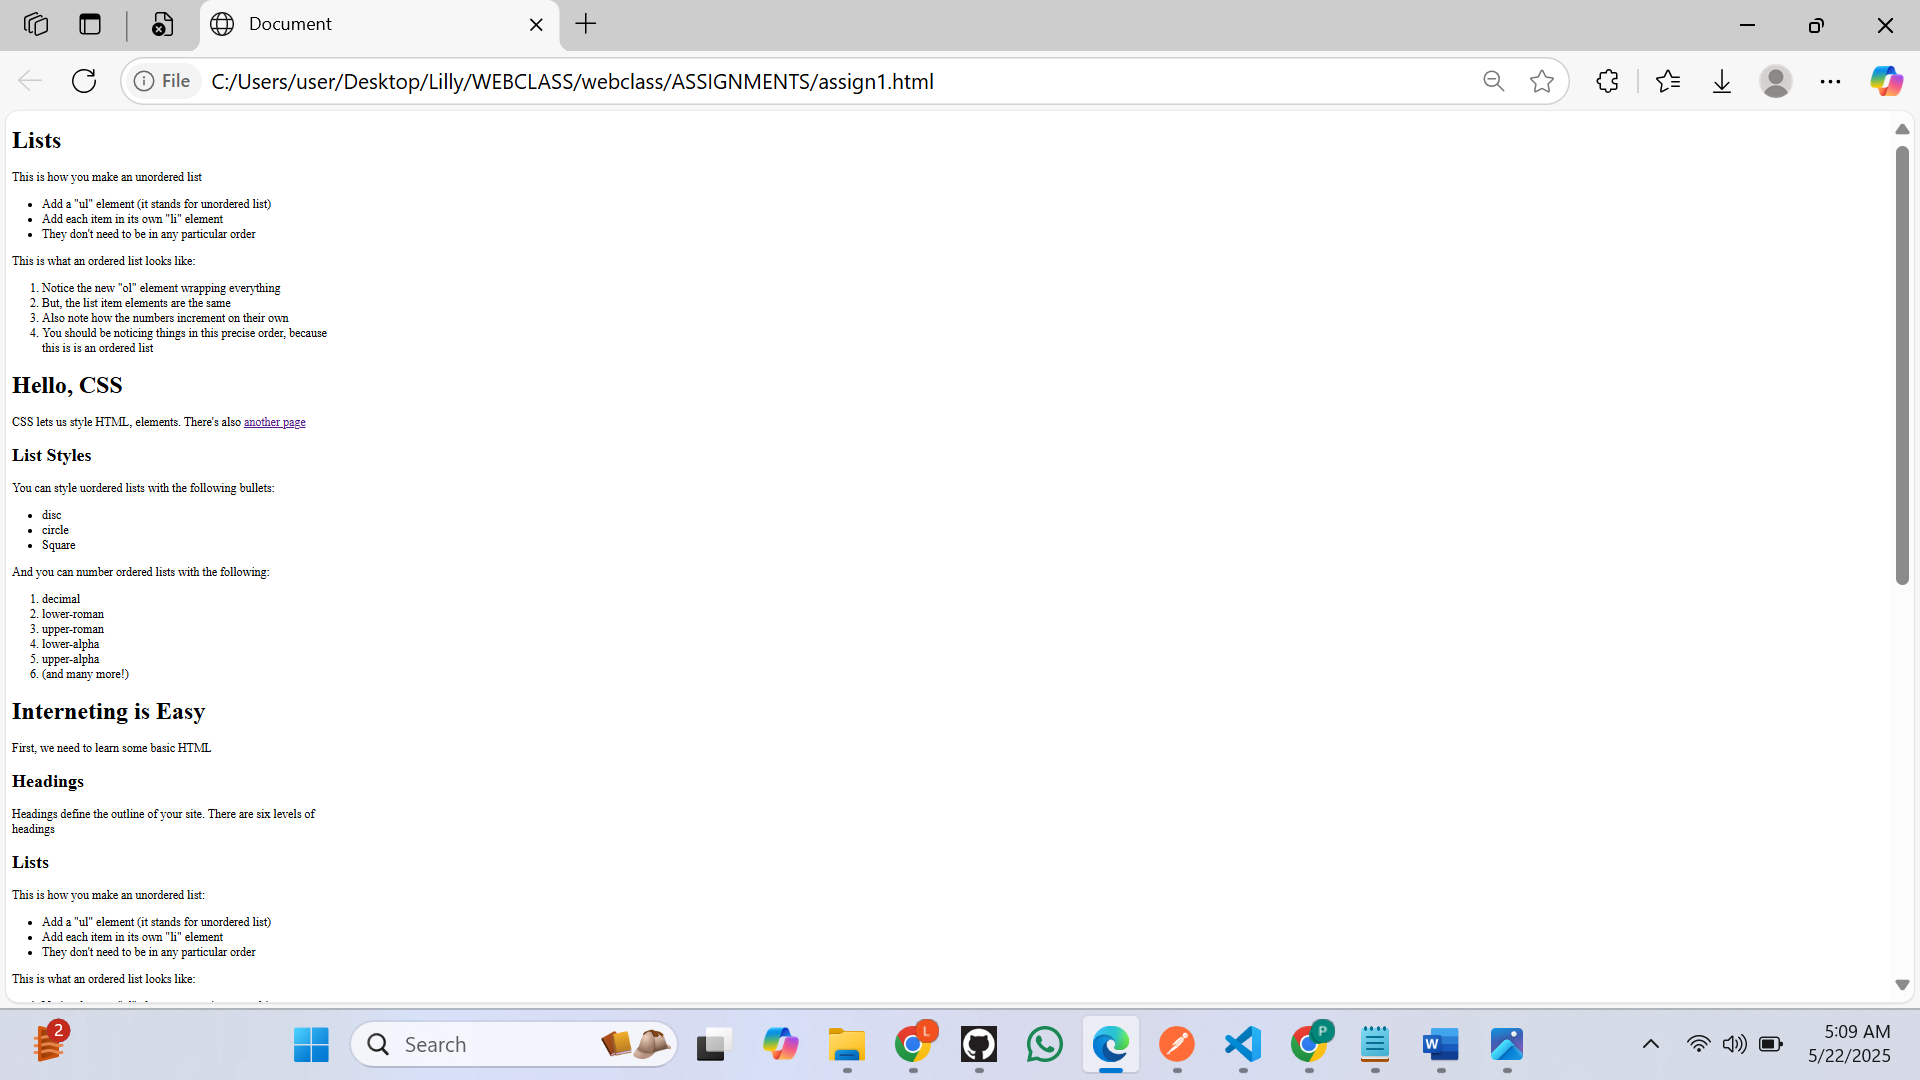 Document
File
C:/Users/user/Desktop/Lilly/WEBCLASS/webclass/ASSIGNMENTS/assign1.html
Lists
This is how you make an unordered list
• Add a "ul" element (it stands for unordered list)
• Add each item in its own "li" element
• They don't need to be in any particular order
This is what an ordered list looks like:
1. Notice the new "ol" element wrapping everything
2. But, the list item elements are the same
3. Also note how the numbers increment on their own
4. You should be noticing things in this precise order, because
this is is an ordered list
Hello, CSS
CSS lets us style HTML, elements. There's also another page
List Styles
You can style uordered lists with the following bullets:
• disc
• circle
• Square
And you can number ordered lists with the following:
1. decimal
2. lower-roman
3. upper-roman
4. lower-alpha
5. upper-alpha
6. (and many more!)
Interneting is Easy
First, we need to learn some basic HTML
Headings
Headings define the outline of your site. There are six levels of
headings
Lists
This is how you make an unordered list:
• Add a "ul" element (it stands for unordered list)
• Add each item in its own "li" element
• They don't need to be in any particular order
This is what an ordered list looks like:
2
Search
L
P
W
5:09 AM
5/22/2025